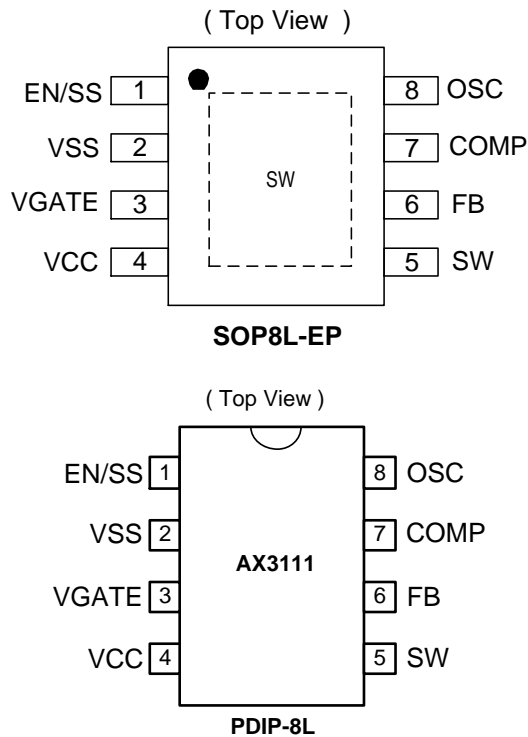 ( Top View )
EN/SS 1 8 OSC
VSS 2 7 COMP
SW
VGATE 3 6 FB
VCC 4 5 SW
SOP8L-EP
( Top View )
EN/SS 1 8 OSC
VSS 2 7 COMP
AX3111
VGATE 3 6 FB
VCC 4 5 SW
PDIP-8L